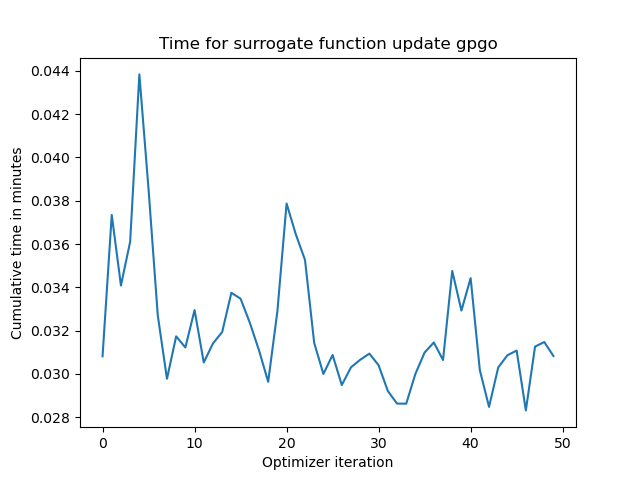 Time for surrogate function update gpgo
0.044
0.042
0.040
0.038
0.036
0.034
0.032
0.030
0.028
Cumulative time in minutes
0 10 20 30 40 50
Optimizer iteration